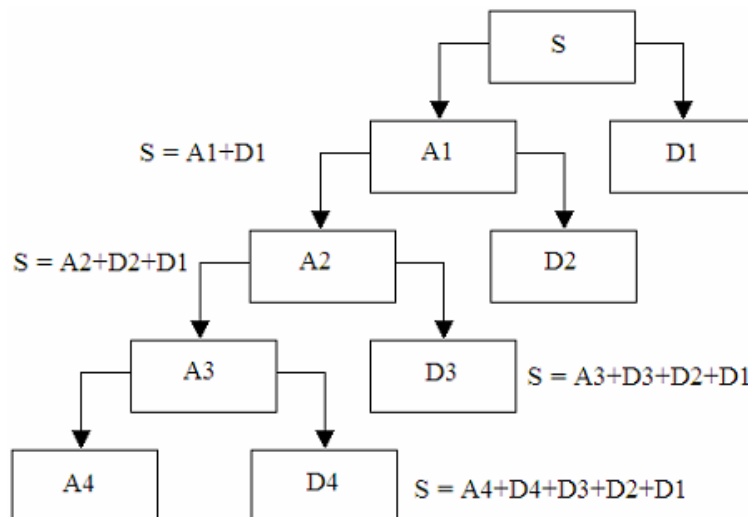 S
S = A1+D1
A1
D1
S = A2+D2+D1
A2
D2
A3
D3
S = A3+D3+D2+D1
A4
D4
S = A4+D4+D3+D2+D1